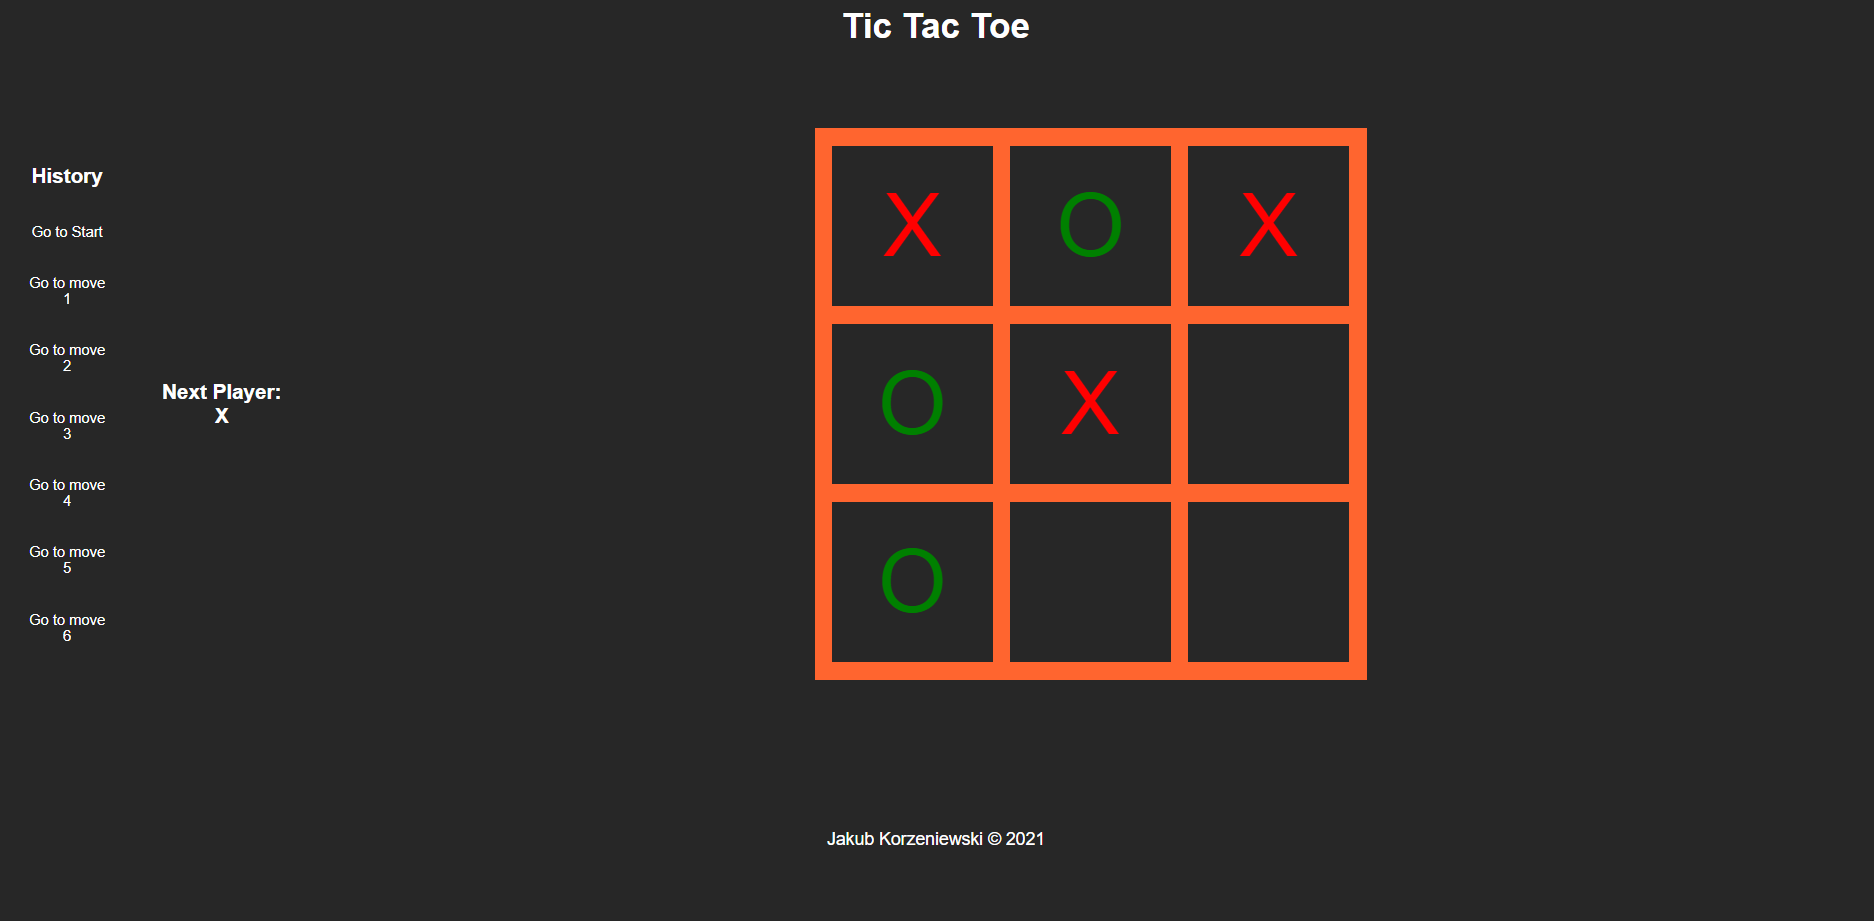 Tic Tac Toe
History
Go to Start
Go to move
1
Go to move
2
Go to move
3
Go to move
4
Go to move
5
Go to move
6
Next Player:
X
X O X
O X
O
Jakub Korzeniewski © 2021